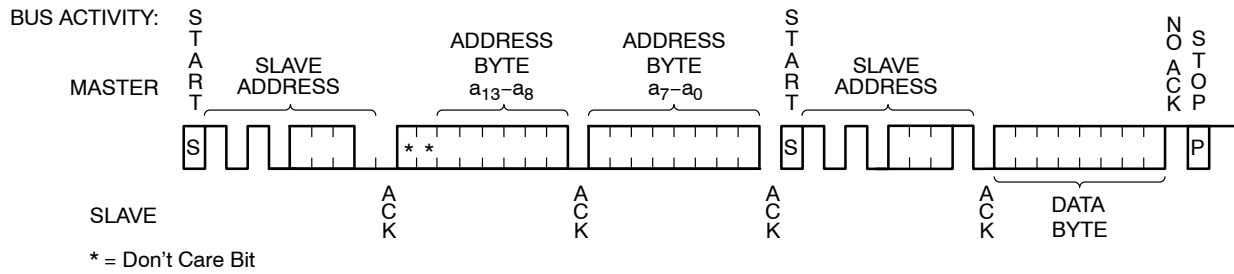 BUS ACTIVITY:
MASTER
START
SLAVE
ADDRESS
ADDRESS
BYTE
a13–a8
ADDRESS
BYTE
a7–a0
START
SLAVE
ADDRESS
NO ACK
STOP
S
* *
S
P
SLAVE
ACK
ACK
ACK
ACK
DATA
BYTE
* = Don't Care Bit